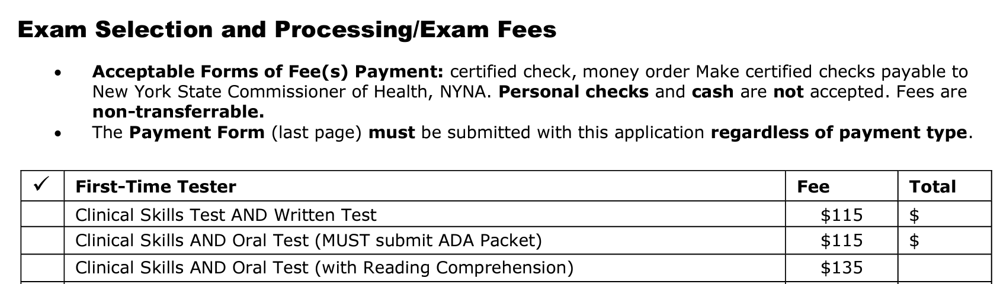 Exam Selection and Processing/Exam Fees
• Acceptable Forms of Fee(s) Payment: certified check, money order Make certified checks payable to
New York State Commissioner of Health, NYNA. Personal checks and cash are not accepted. Fees are
non-transferrable.
• The Payment Form (last page) must be submitted with this application regardless of payment type.
✓ First-Time Tester Fee Total
Clinical Skills Test AND Written Test $115 $
Clinical Skills AND Oral Test (MUST submit ADA Packet) $115 $
Clinical Skills AND Oral Test (with Reading Comprehension) $135